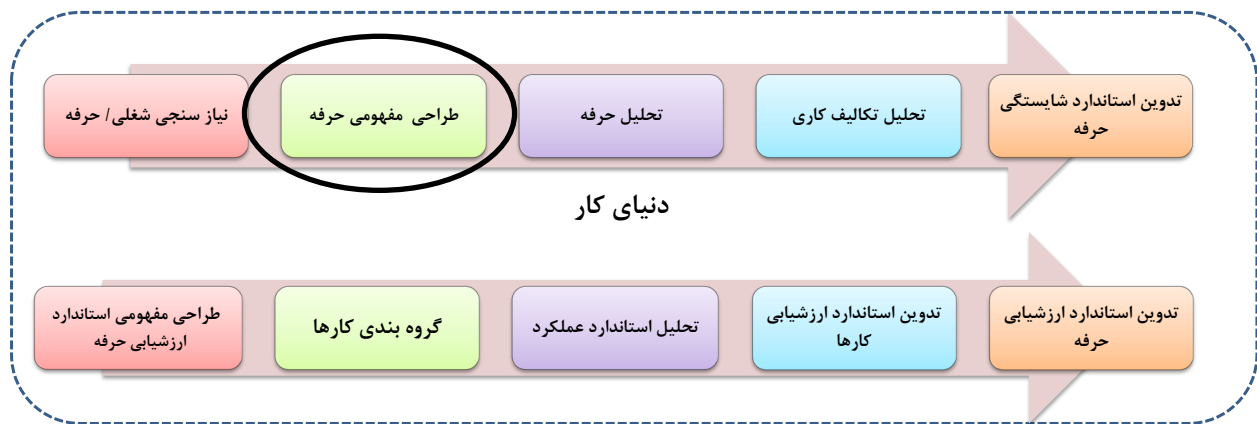 نیاز سنجی شغلی/ حرفه
طراحی مفهومی حرفه
تحلیل حرفه
تحلیل تکالیف کاری
تدوین استاندارد شایستگی
حرفه
دنیای کار
طراحی مفهومی استاندارد
ارزشیابی حرفه
گروه بندی کارها
تحلیل استاندارد عملکرد
تدوین استاندارد ارزشیابی
کارها
تدوین استاندارد ارزشیابی
حرفه